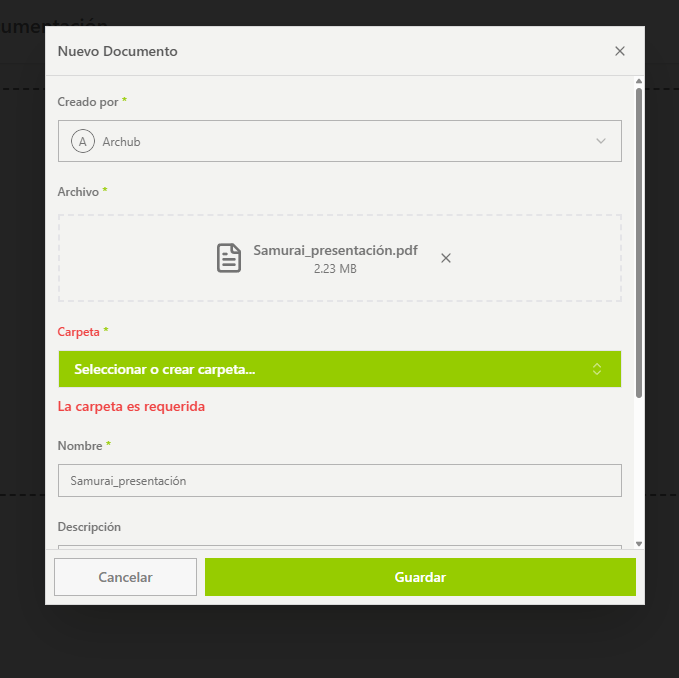 umentación
Nuevo Documento
Creado por *
A Archub
Archivo *
Samurai_presentación.pdf
2.23 MB
Carpeta *
Seleccionar o crear carpeta...
La carpeta es requerida
Nombre *
Samurai_presentación
Descripción
Cancelar
Guardar